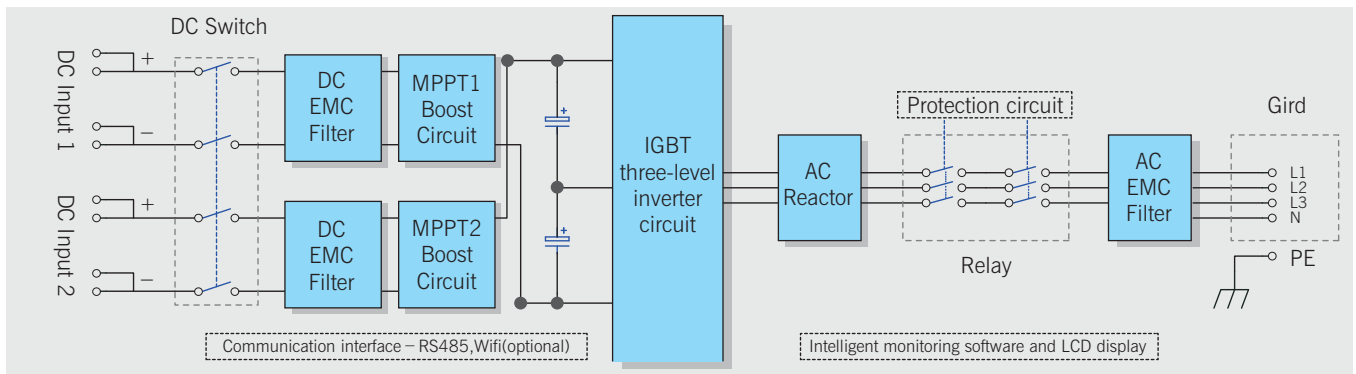 DC Switch
DC Input 1
+
−
DC Input 2
+
−
DC
EMC
Filter
MPPT1
Boost
Circuit
DC
EMC
Filter
MPPT2
Boost
Circuit
+
+
IGBT
three-level
inverter
circuit
AC
Reactor
Protection circuit
Relay
AC
EMC
Filter
Gird
L1
L2
L3
N
PE
Communication interface – RS485,Wifi(optional)
Intelligent monitoring software and LCD display